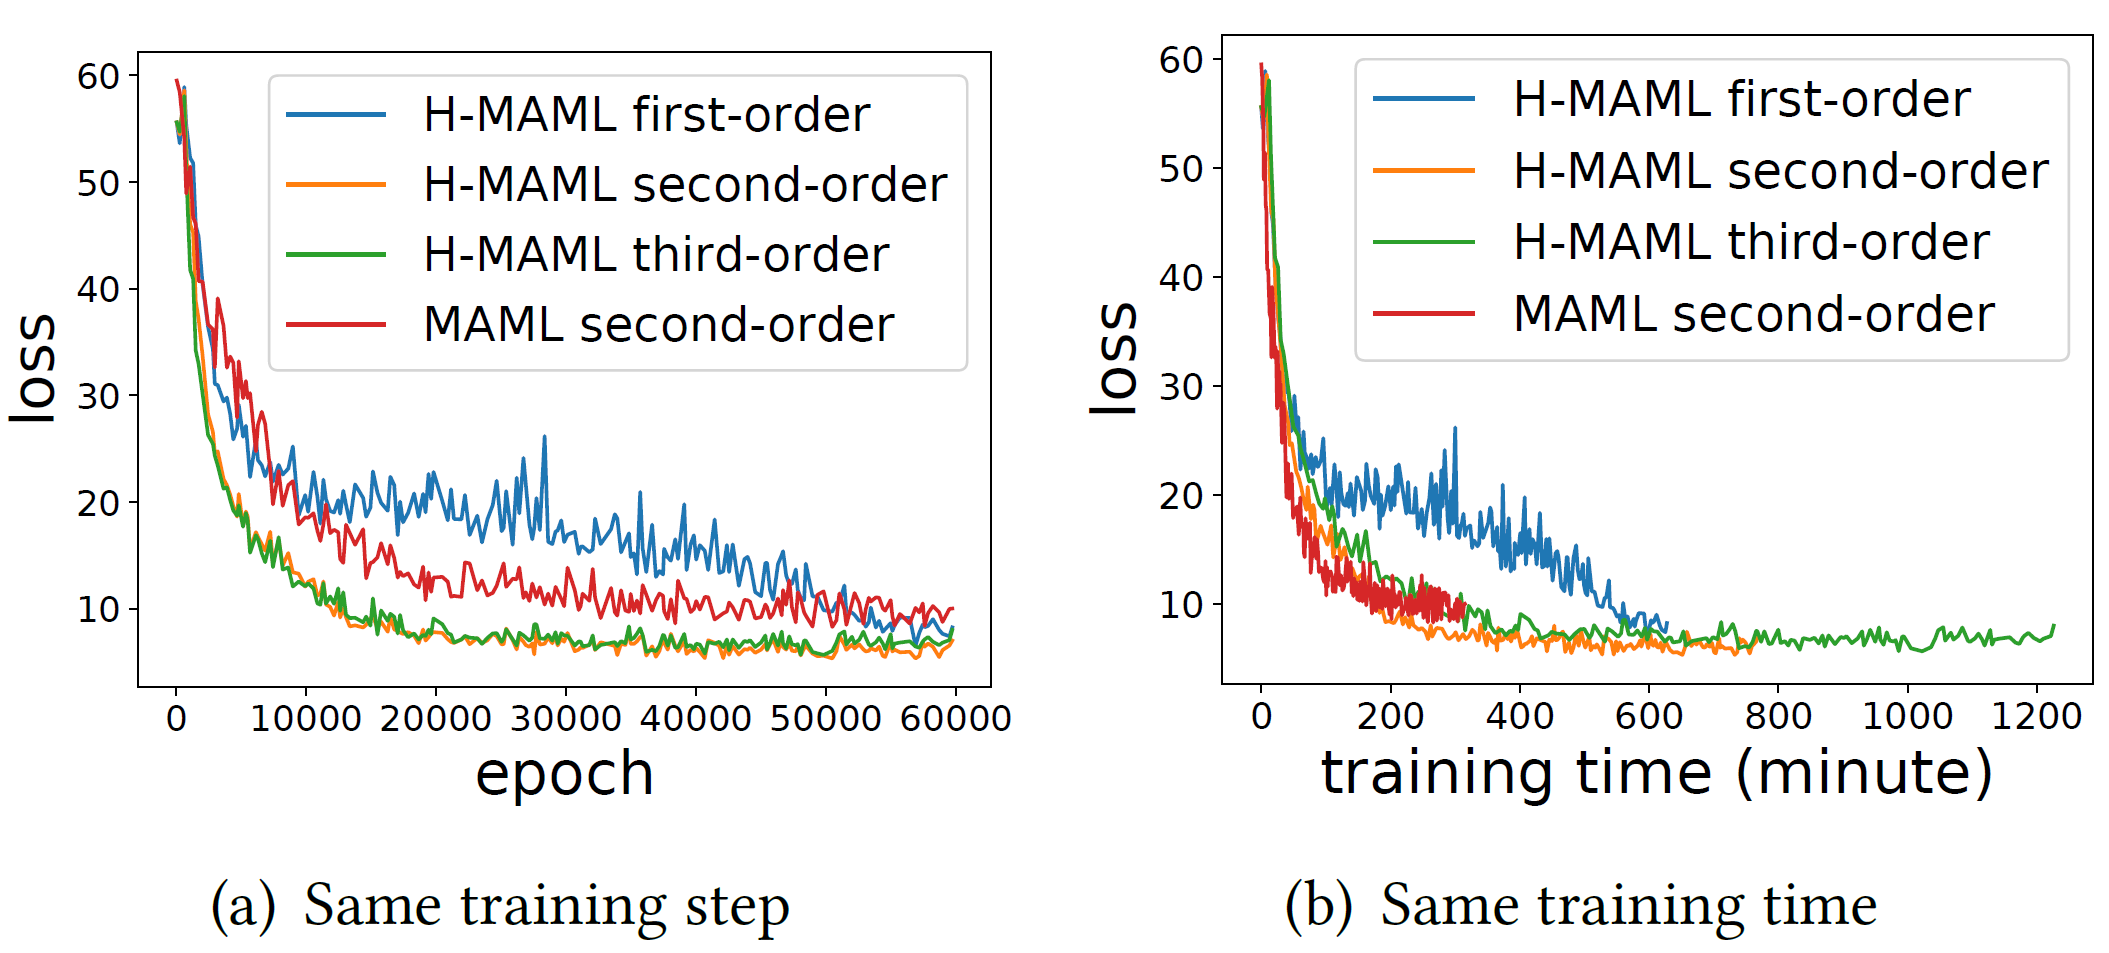 60
50
40
30
20
10
loss
H-MAML first-order
H-MAML second-order
H-MAML third-order
MAML second-order
0 10000 20000 30000 40000 50000 60000
epoch
(a) Same training step
60
50
40
30
20
10
loss
H-MAML first-order
H-MAML second-order
H-MAML third-order
MAML second-order
0 200 400 600 800 1000 1200
training time (minute)
(b) Same training time